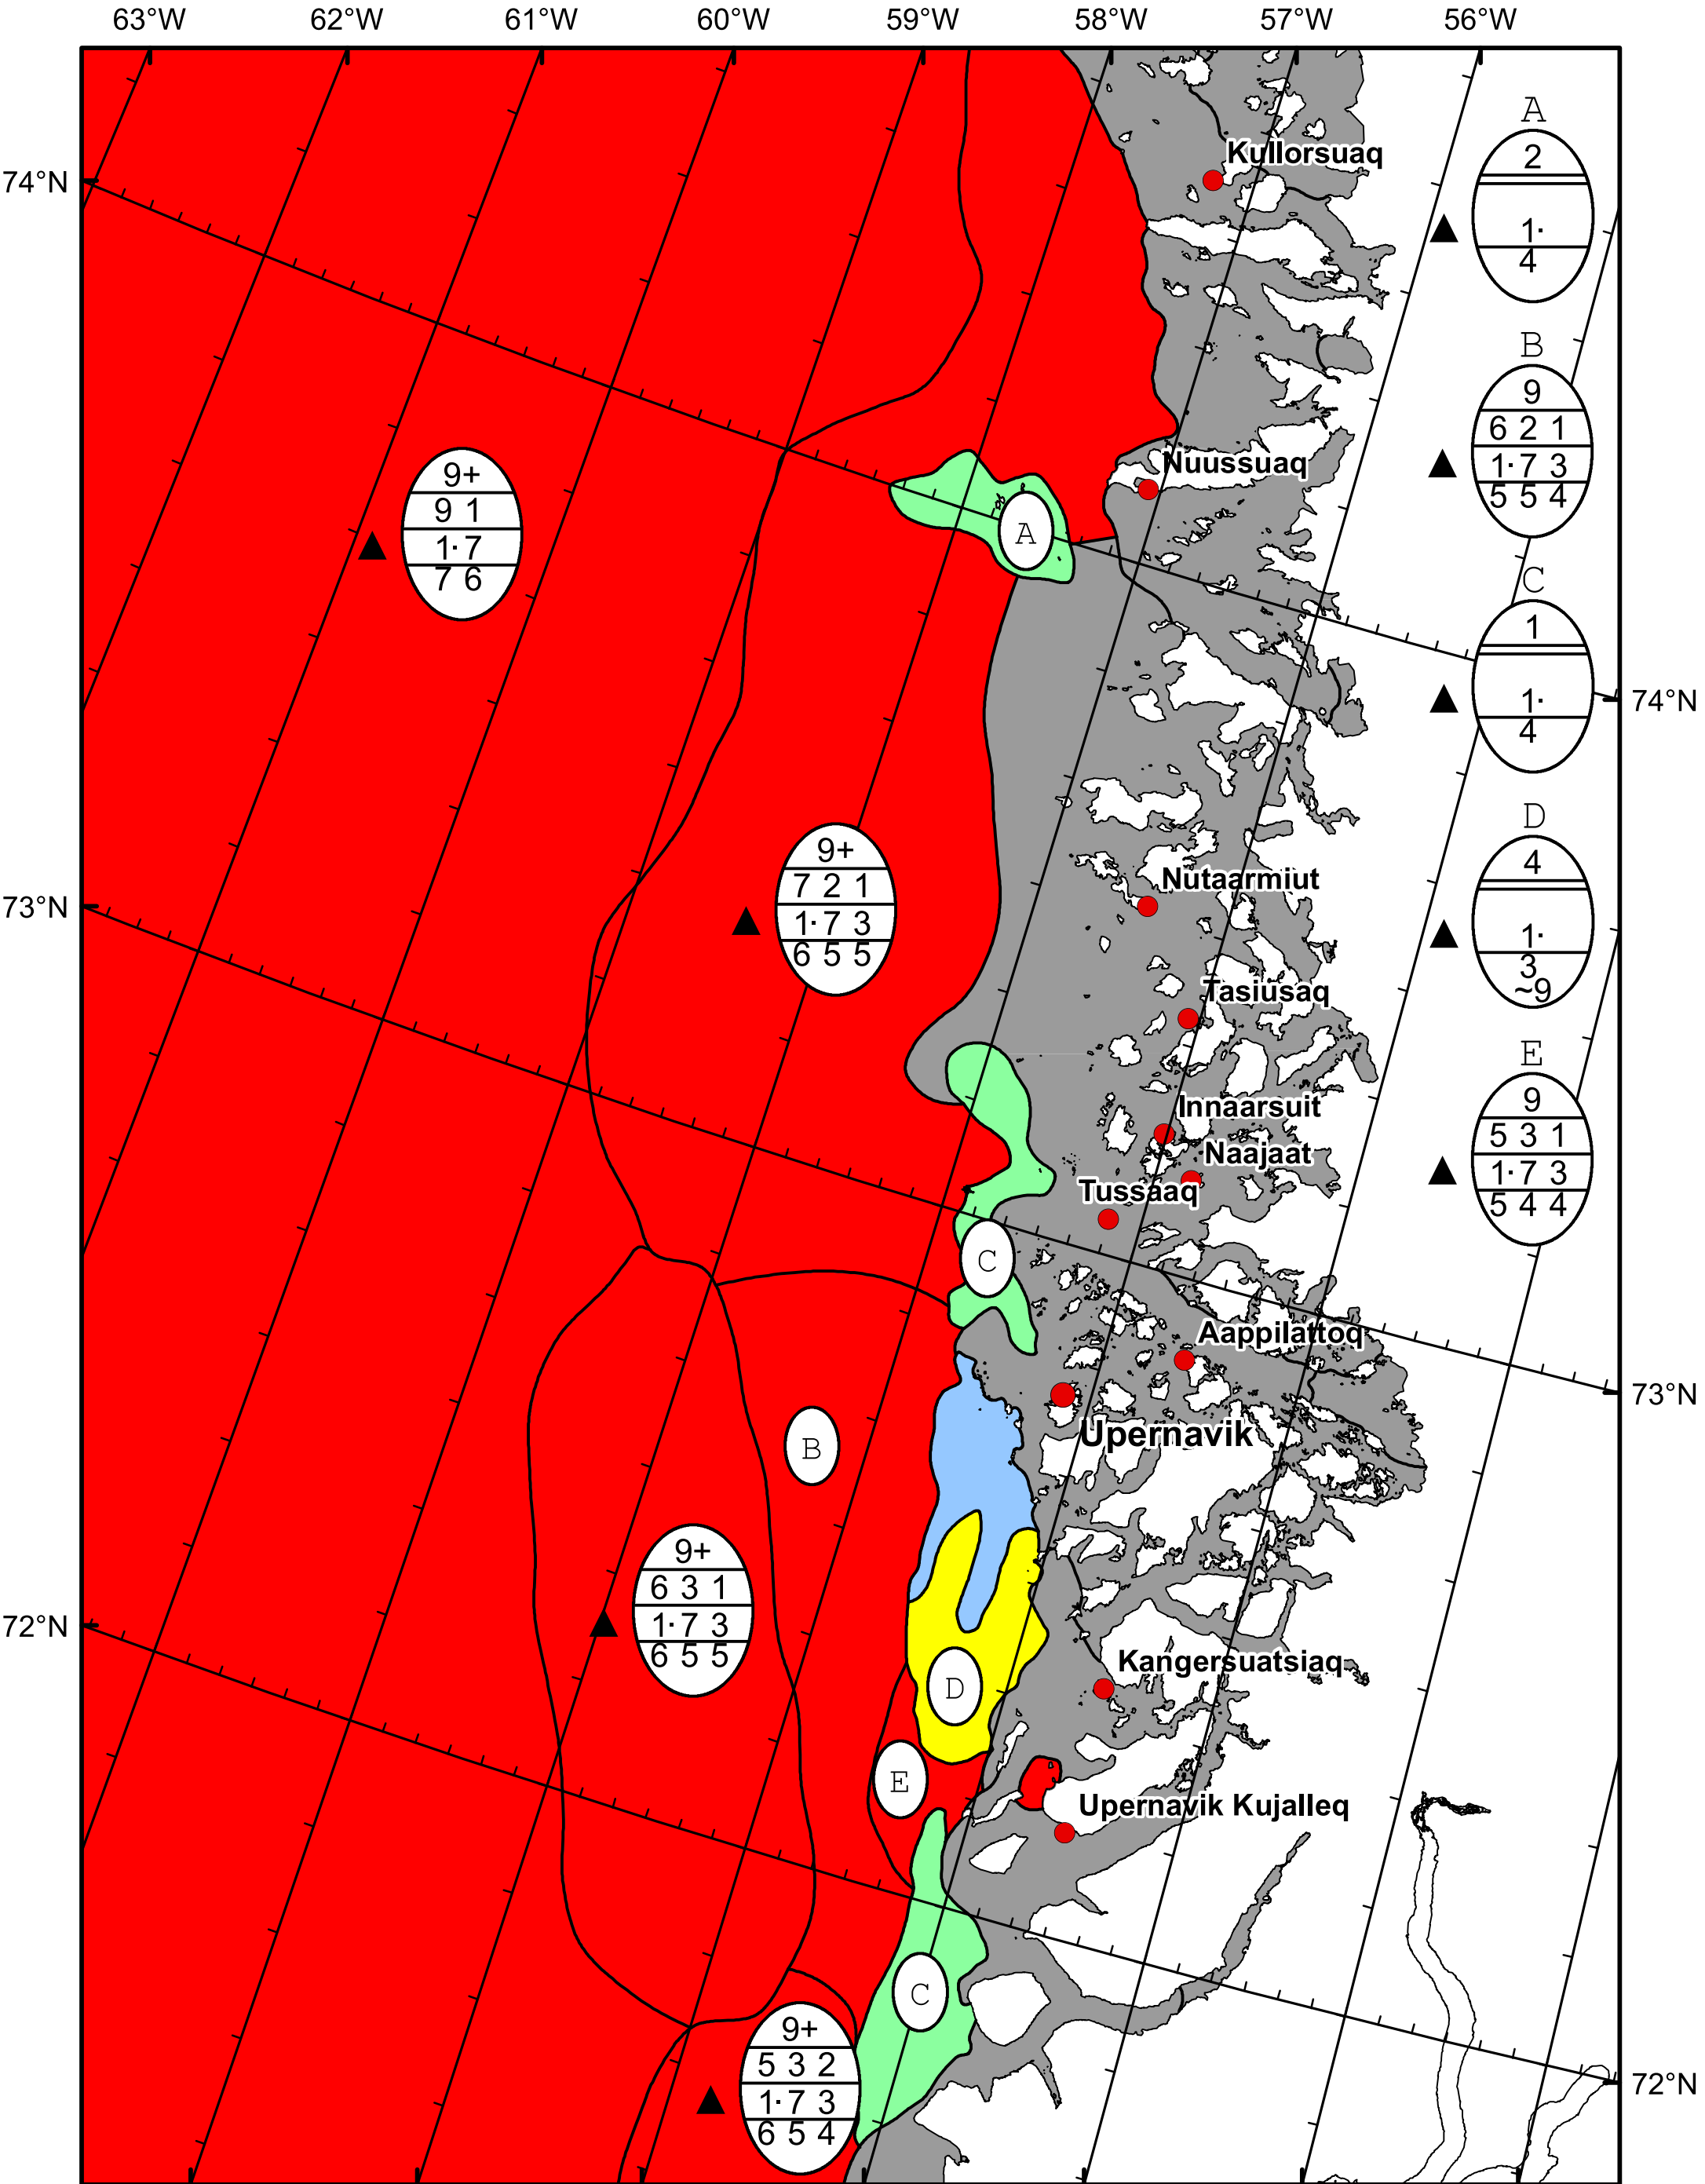 63°W 62°W 61°W 60°W 59°W 58°W 57°W 56°W
74°N
73°N
72°N
74°N
73°N
72°N
Kullorsuaq
Nuussuaq
Nutaarmiut
Tasiusaq
Innaarsuit
Naajaat
Tussaaq
Aappilattoq
Upernavik
Kangersuatsiaq
Upernavik Kujalleq
9+
9 1
1·7
7 6
9+
7 2 1
1·7 3
6 5 5
9+
6 3 1
1·7 3
6 5 5
9+
5 3 2
1·7 3
6 5 4
A
C
B
D
E
C
A
2
1·
4
B
9
6 2 1
1·7 3
5 5 4
C
1
1·
4
D
4
1·
3
~9
E
9
5 3 1
1·7 3
5 4 4